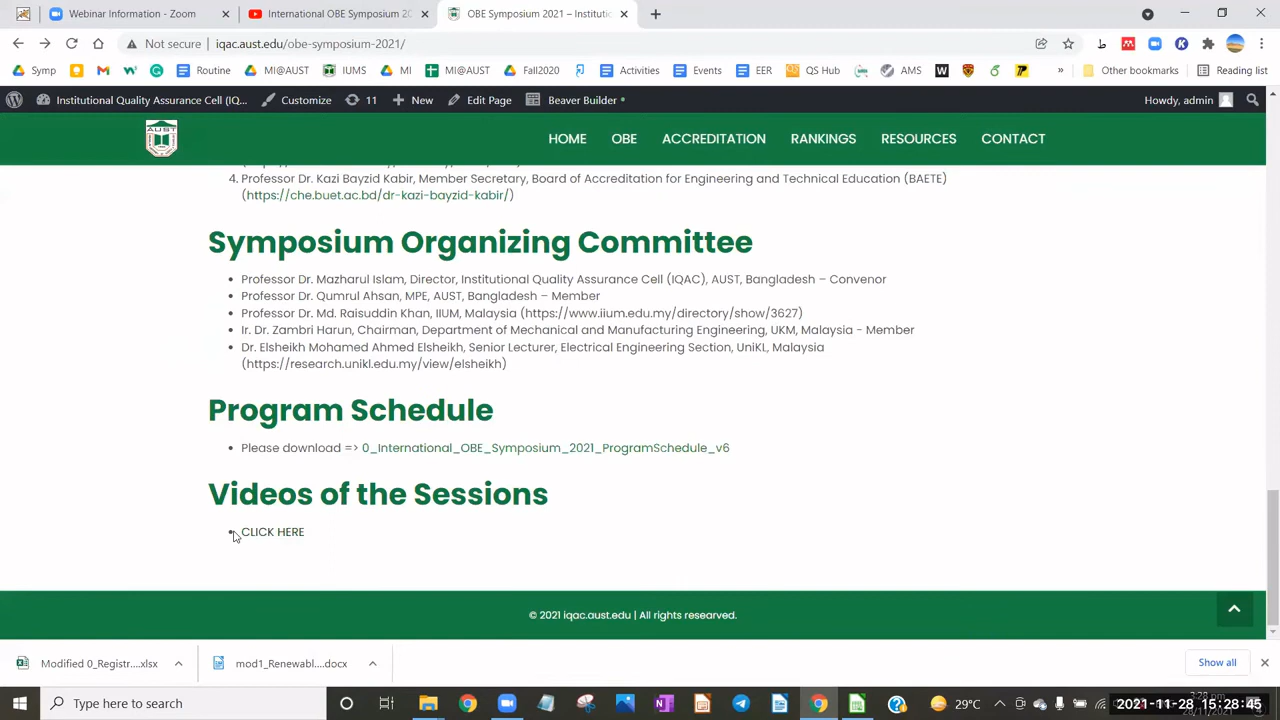 Webinar Information - Zoom
International OBE Symposium 20
OBE Symposium 2021 – Instituti
Not secure iqac.aust.edu/obe-symposium-2021/
Symp Routine MI@AUST IUMS MI MI@AUST Fall2020 Activities Events EER QS Hub AMS » Other bookmarks Reading list
Institutional Quality Assurance Cell (IQ... Customize 11 New Edit Page Beaver Builder Howdy, admin
AUST
HOME OBE ACCREDITATION RANKINGS RESOURCES CONTACT
4. Professor Dr. Kazi Bayzid Kabir, Member Secretary, Board of Accreditation for Engineering and Technical Education (BAETE)
(https://che.buet.ac.bd/dr-kazi-bayzid-kabir/)
Symposium Organizing Committee
• Professor Dr. Mazharul Islam, Director, Institutional Quality Assurance Cell (IQAC), AUST, Bangladesh – Convenor
• Professor Dr. Qumrul Ahsan, MPE, AUST, Bangladesh – Member
• Professor Dr. Md. Raisuddin Khan, IIUM, Malaysia (https://www.iium.edu.my/directory/show/3627)
• Ir. Dr. Zambri Harun, Chairman, Department of Mechanical and Manufacturing Engineering, UKM, Malaysia - Member
• Dr. Elsheikh Mohamed Ahmed Elsheikh, Senior Lecturer, Electrical Engineering Section, UniKL, Malaysia
(https://research.unikl.edu.my/view/elsheikh)
Program Schedule
• Please download => 0_International_OBE_Symposium_2021_ProgramSchedule_v6
Videos of the Sessions
• CLICK HERE
© 2021 iqac.aust.edu | All rights researved.
Modified 0_Registr....xlsx mod1_Renewabl....docx Show all
Type here to search 29°C 2021-11-28 15:28:45